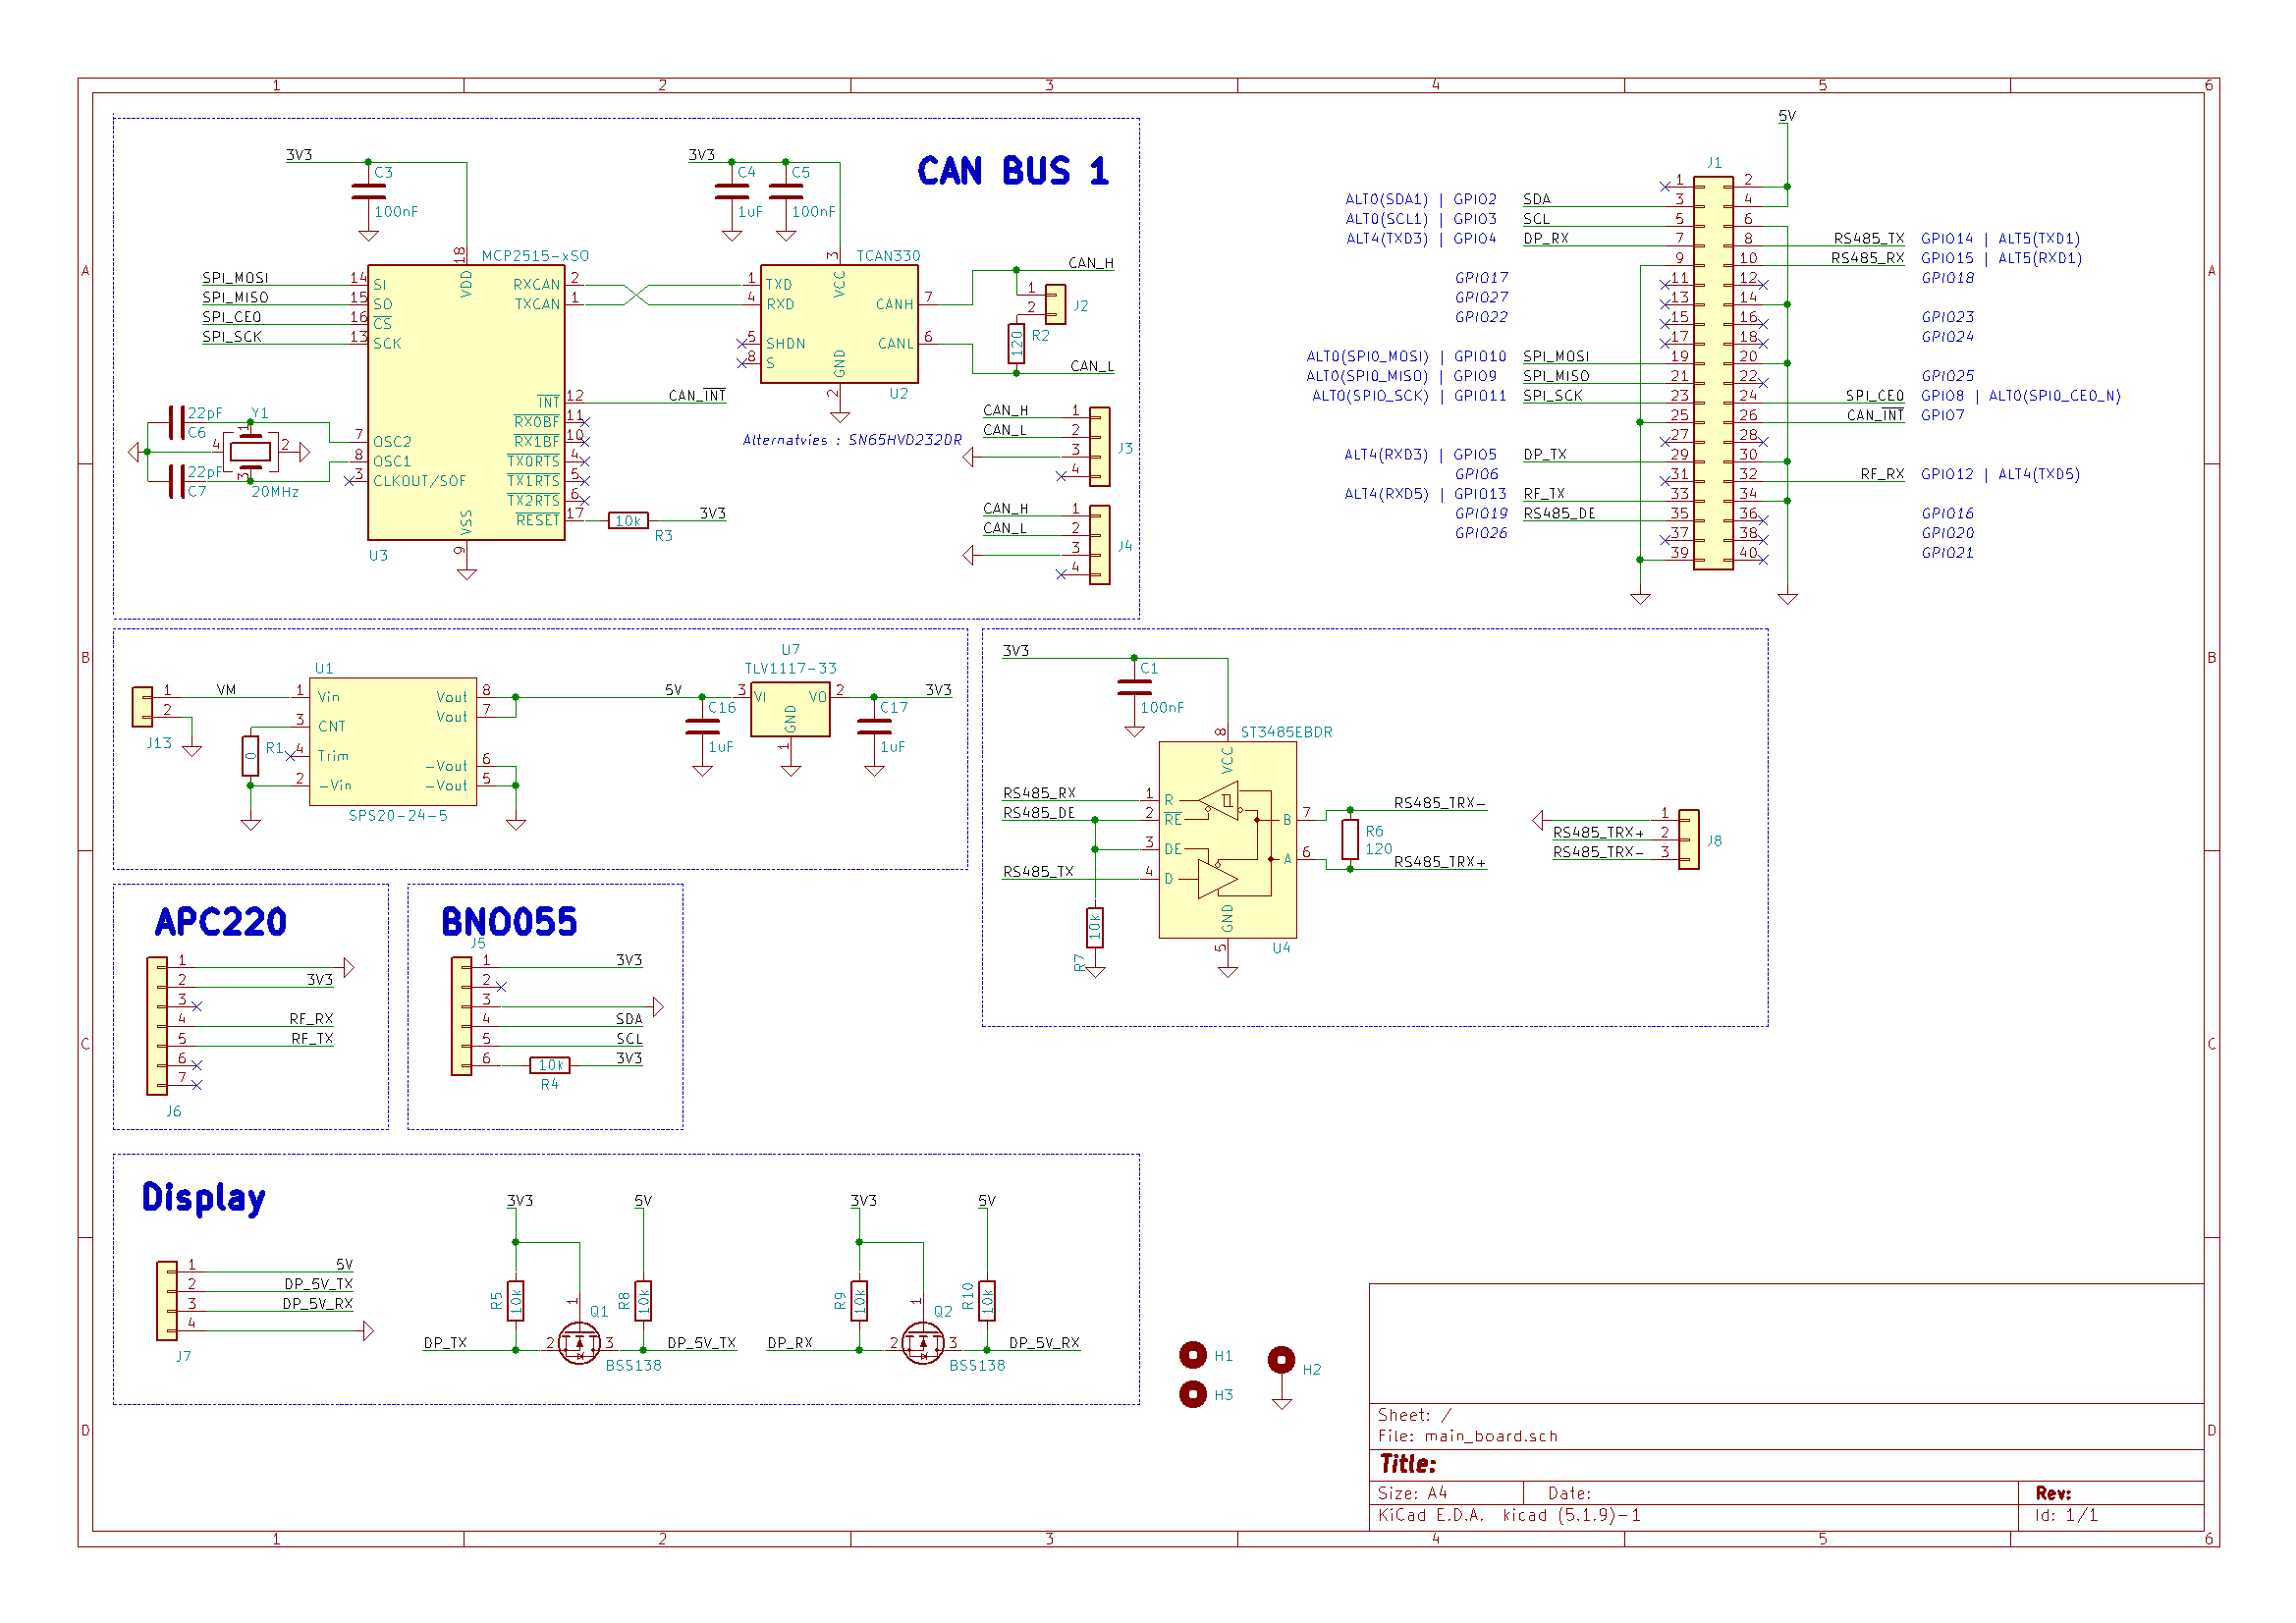 1 2 3 4 5 6
A
B
C
D
CAN BUS 1
3V3
C3
100nF
3V3
C4
1uF
C5
100nF
MCP2515-xSO
U3
SPI_MOSI 14 SI
SPI_MISO 15 SO
SPI_CE0 16 CS
SPI_SCK 13 SCK
18 VDD
RXCAN 2
TXCAN 1
INT 12 CAN_INT
RX0BF 11
RX1BF 10
TX0RTS 4
TX1RTS 5
TX2RTS 6
RESET 17
10k
R3
3V3
7 OSC2
8 OSC1
3 CLKOUT/SOF
VSS 9
22pF
C6
22pF
C7
Y1
1 2 3 4
20MHz
TCAN330
U2
1 TXD
4 RXD
5 SHDN
8 S
3 VCC
GND 2
CANH 7
CANL 6
CAN_H
CAN_L
1
2
J2
120
R2
Alternatvies : SN65HVD232DR
CAN_H 1
CAN_L 2
3
4
J3
CAN_H 1
CAN_L 2
3
4
J4
5V
J1
1 2
ALT0(SDA1) | GPIO2 SDA 3 4
ALT0(SCL1) | GPIO3 SCL 5 6
ALT4(TXD3) | GPIO4 DP_RX 7 8 RS485_TX GPIO14 | ALT5(TXD1)
9 10 RS485_RX GPIO15 | ALT5(RXD1)
GPIO17 11 12 GPIO18
GPIO27 13 14
GPIO22 15 16 GPIO23
17 18 GPIO24
ALT0(SPI0_MOSI) | GPIO10 SPI_MOSI 19 20
ALT0(SPI0_MISO) | GPIO9 SPI_MISO 21 22 GPIO25
ALT0(SPI0_SCK) | GPIO11 SPI_SCK 23 24 SPI_CE0 GPIO8 | ALT0(SPI0_CE0_N)
25 26 CAN_INT GPIO7
27 28
ALT4(RXD3) | GPIO5 DP_TX 29 30
GPIO6 31 32 RF_RX GPIO12 | ALT4(TXD5)
ALT4(RXD5) | GPIO13 RF_TX 33 34
GPIO19 RS485_DE 35 36 GPIO16
GPIO26 37 38 GPIO20
39 40 GPIO21
J13
1 VM
2
U1
1 Vin
3 CNT
4 Trim
2 -Vin
Vout 8
Vout 7
-Vout 6
-Vout 5
SPS20-24-5
0
R1
5V
C16
1uF
U7
TLV1117-33
3 VI
VO 2
GND
1
C17
1uF
3V3
3V3
C1
100nF
ST3485EBDR
8 VCC
RS485_RX 1 R
RS485_DE 2 RE
3 DE
RS485_TX 4 D
B 7
A 6
GND
5
U4
10k
R7
RS485_TRX-
R6
120
RS485_TRX+
1
RS485_TRX+ 2
RS485_TRX- 3
J8
APC220
1
2 3V3
3
4 RF_RX
5 RF_TX
6
7
J6
BNO055
J5
1 3V3
2
3
4 SDA
5 SCL
6 10k 3V3
R4
Display
1 5V
2 DP_5V_TX
3 DP_5V_RX
4
J7
3V3
5V
R5
10k
R8
10k
1
Q1
DP_TX 2 3 DP_5V_TX
BSS138
3V3
5V
R9
10k
R10
10k
1
Q2
DP_RX 2 3 DP_5V_RX
BSS138
H1
H3
H2
Sheet: /
File: main_board.sch
Title:
Size: A4 Date: Rev:
KiCad E.D.A. kicad (5.1.9)-1 Id: 1/1
A
B
C
D
1 2 3 4 5 6